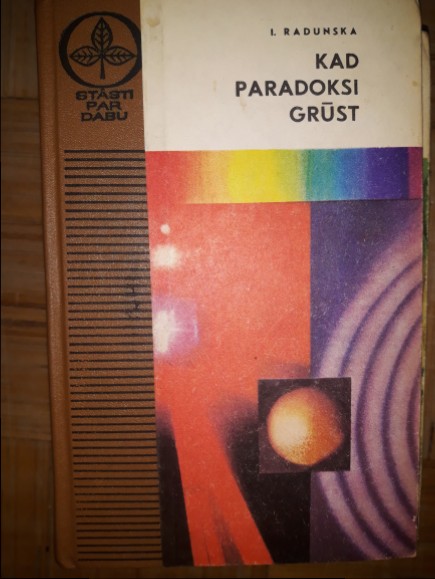 I. RADUNSKA
KAD
PARADOKSI
GRŪST
STĀSTI
PAR
DABU